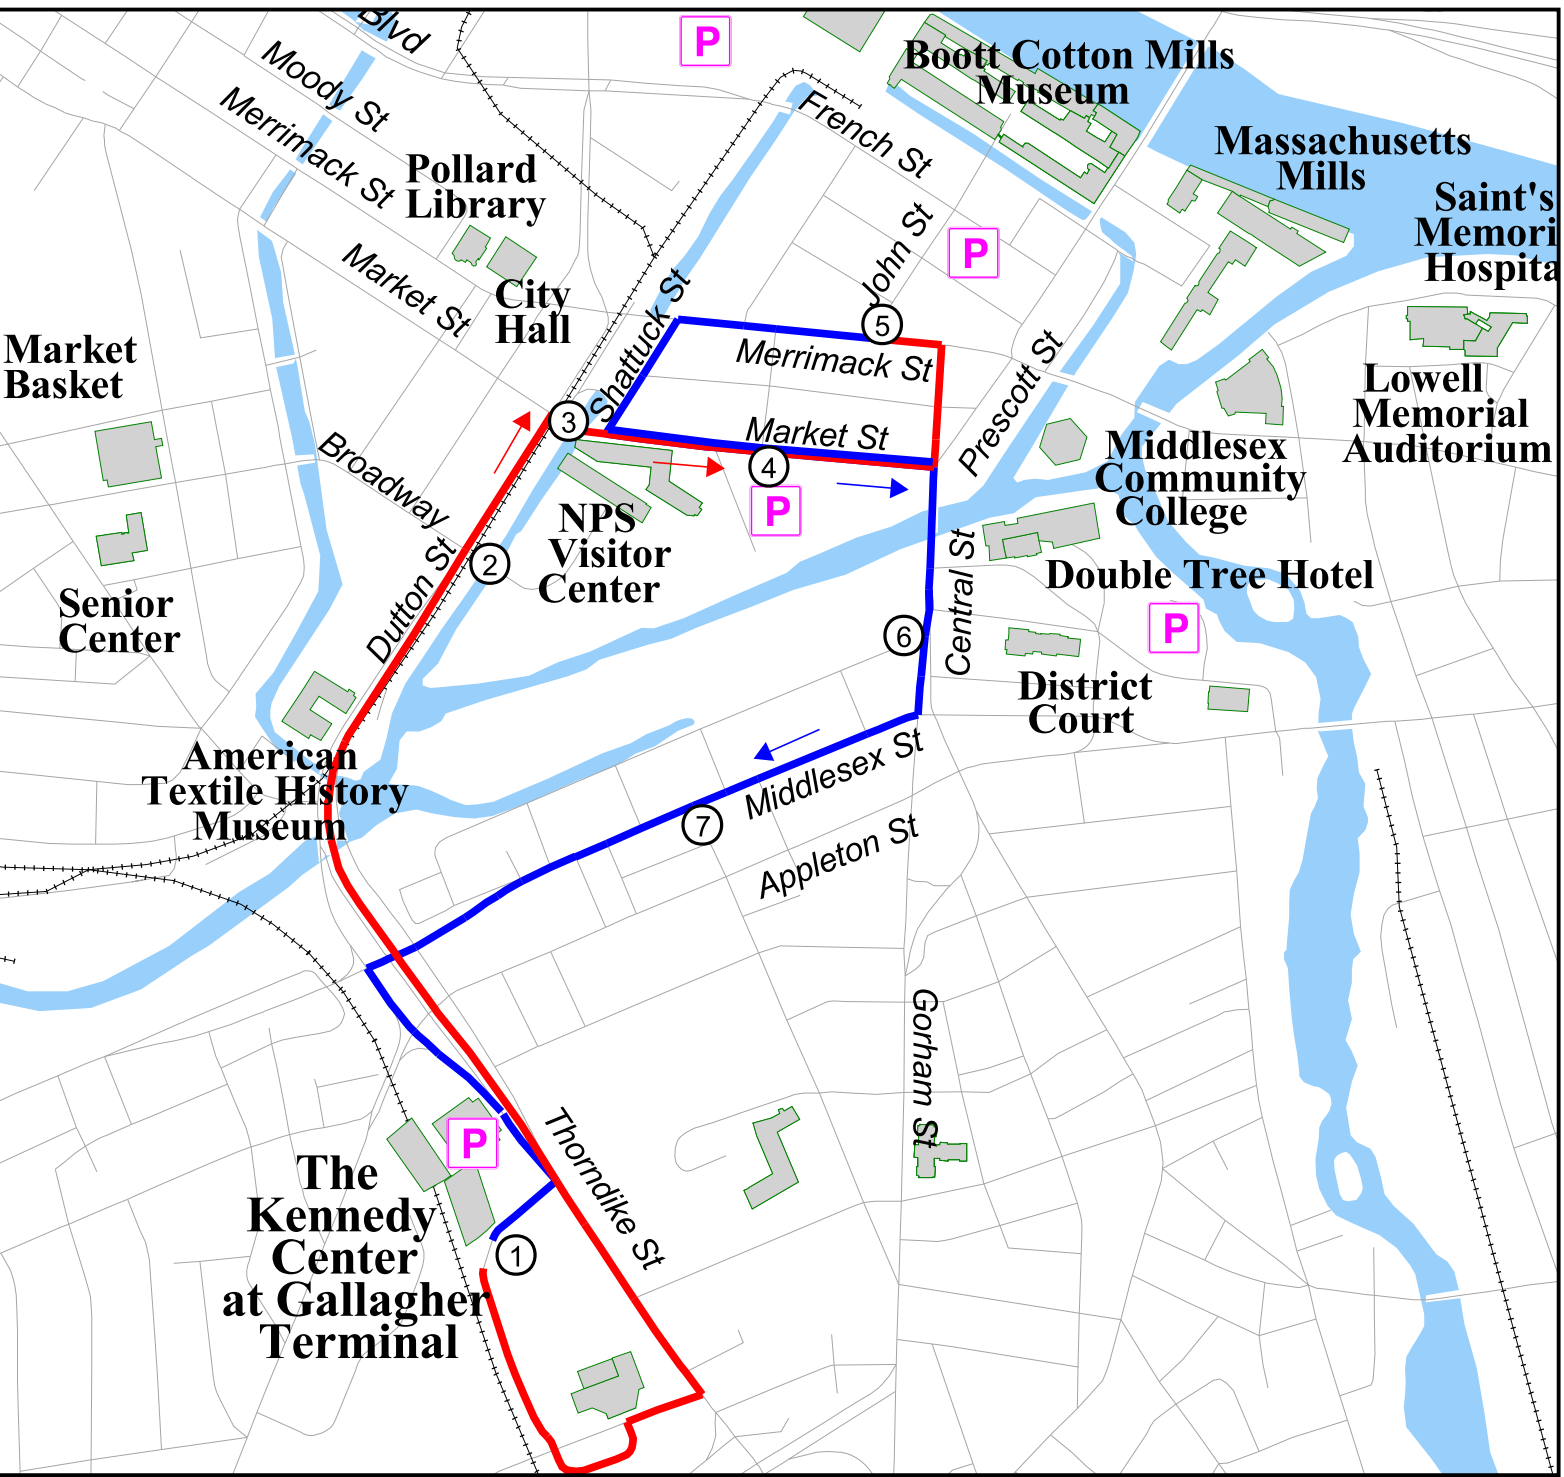 Blvd
P
Boott Cotton Mills
Museum
Moody St
Merrimack St
French St
Massachusetts
Mills
Pollard
Library
Saint's
Memori
Hospita
John St
P
Market St
City
Hall
Shattuck St
5
Merrimack St
Prescott St
Market
Basket
Lowell
Memorial
Auditorium
3
Market St
4
Broadway
Middlesex
Community
College
P
NPS
Visitor
Center
2
Dutton St
Central St
Double Tree Hotel
P
Senior
Center
6
District
Court
American
Textile History
Museum
Middlesex St
7
Appleton St
Gorham St
P
Thorndike St
The
Kennedy
Center
at Gallagher
Terminal
1